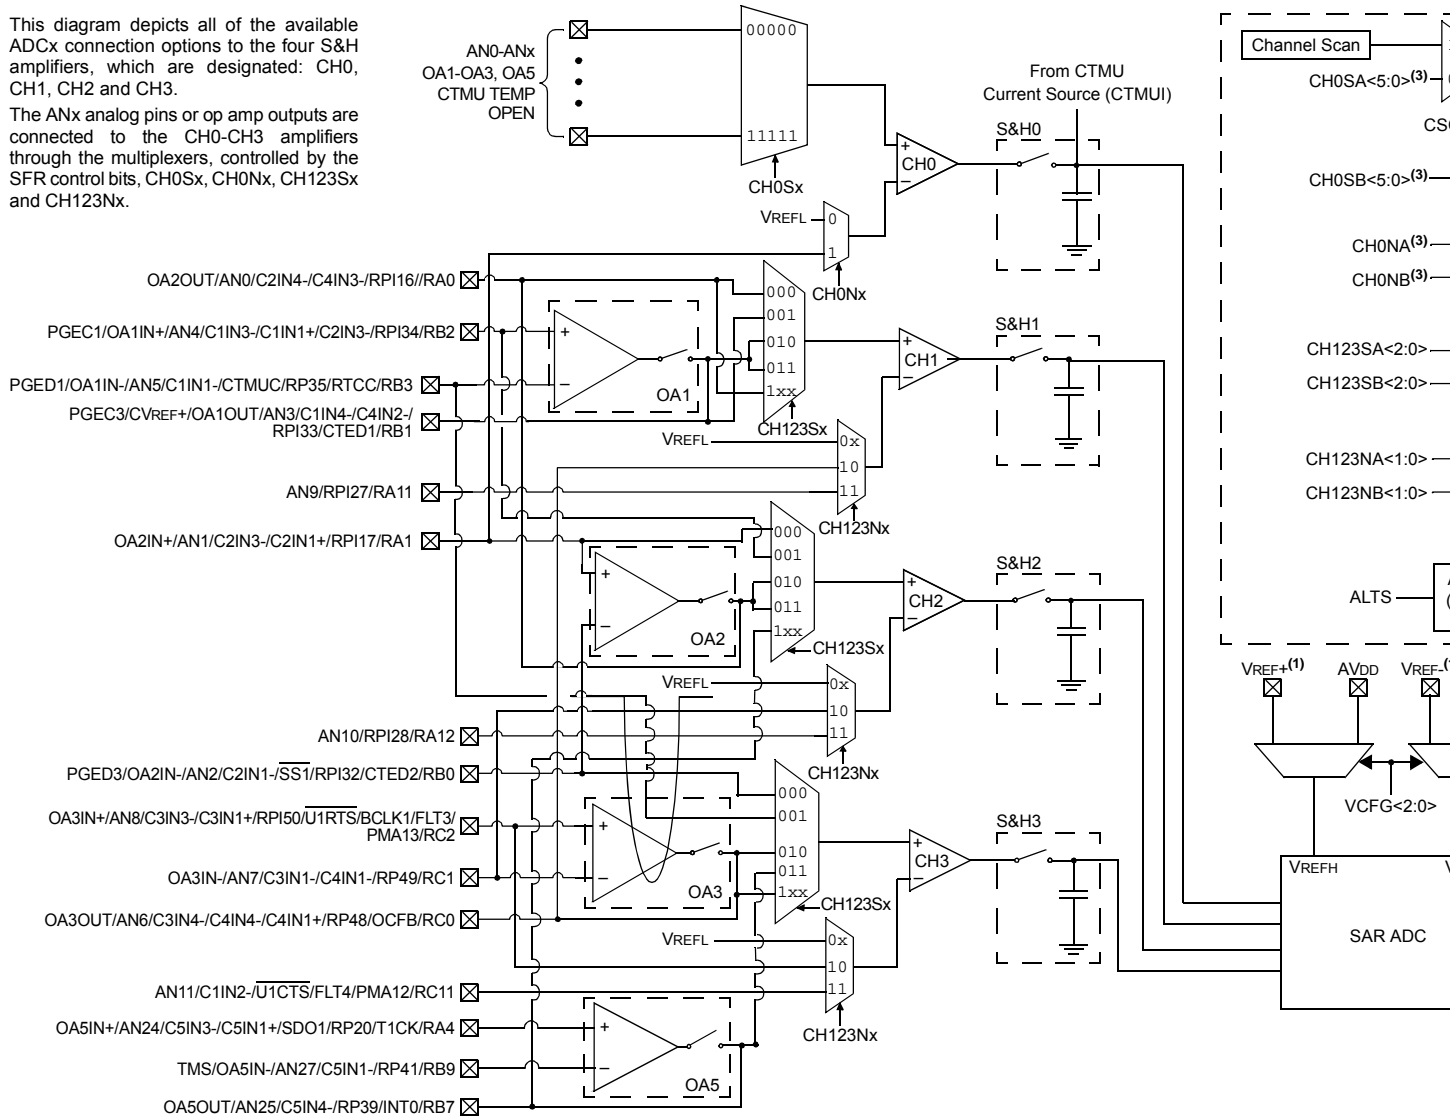 This diagram depicts all of the available
ADCx connection options to the four S&H
amplifiers, which are designated: CH0,
CH1, CH2 and CH3.
The ANx analog pins or op amp outputs are
connected to the CH0-CH3 amplifiers
through the multiplexers, controlled by the
SFR control bits, CH0Sx, CH0Nx, CH123Sx
and CH123Nx.
AN0-ANx
OA1-OA3, OA5
CTMU TEMP
OPEN
00000
11111
CH0Sx
From CTMU
Current Source (CTMUI)
S&H0
+
CH0
–
VREFL
0
1
CH0Nx
OA2OUT/AN0/C2IN4-/C4IN3-/RPI16//RA0
PGEC1/OA1IN+/AN4/C1IN3-/C1IN1+/C2IN3-/RPI34/RB2
PGED1/OA1IN-/AN5/C1IN1-/CTMUC/RP35/RTCC/RB3
PGEC3/CVREF+/OA1OUT/AN3/C1IN4-/C4IN2-/
RPI33/CTED1/RB1
+
–
OA1
000
001
010
011
1xx
CH123Sx
+
CH1
–
S&H1
VREFL
0x
10
11
CH123Nx
AN9/RPI27/RA11
OA2IN+/AN1/C2IN3-/C2IN1+/RPI17/RA1
+
–
OA2
000
001
010
011
1xx
CH123Sx
+
CH2
–
S&H2
VREFL
0x
10
11
CH123Nx
AN10/RPI28/RA12
PGED3/OA2IN-/AN2/C2IN1-/SS1/RPI32/CTED2/RB0
OA3IN+/AN8/C3IN3-/C3IN1+/RPI50/U1RTS/BCLK1/FLT3/
PMA13/RC2
OA3IN-/AN7/C3IN1-/C4IN1-/RP49/RC1
OA3OUT/AN6/C3IN4-/C4IN4-/C4IN1+/RP48/OCFB/RC0
+
–
OA3
000
001
010
011
1xx
CH123Sx
+
CH3
–
S&H3
VREFL
0x
10
11
CH123Nx
AN11/C1IN2-/U1CTS/FLT4/PMA12/RC11
OA5IN+/AN24/C5IN3-/C5IN1+/SDO1/RP20/T1CK/RA4
TMS/OA5IN-/AN27/C5IN1-/RP41/RB9
OA5OUT/AN25/C5IN4-/RP39/INT0/RB7
+
–
OA5
Channel Scan
CH0SA<5:0>(3)
CH0SB<5:0>(3)
CH0NA(3)
CH0NB(3)
CH123SA<2:0>
CH123SB<2:0>
CH123NA<1:0>
CH123NB<1:0>
ALTS
VREF+(1)
AVDD
VREF-
VCFG<2:0>
VREFH
SAR ADC